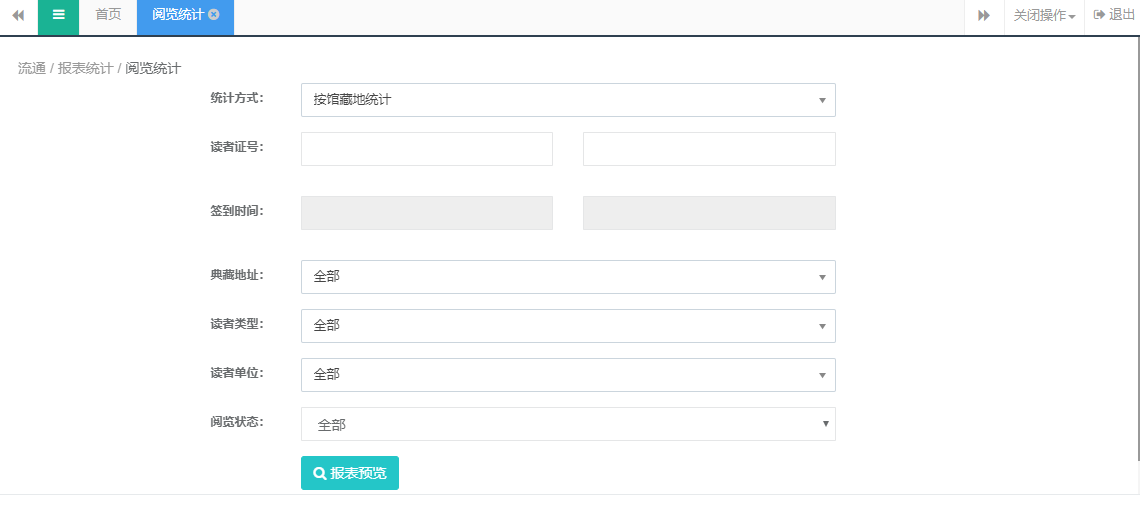 首页 阅览统计 关闭操作 退出
流通 / 报表统计 / 阅览统计
统计方式： 按馆藏地统计
读者证号：
签到时间：
典藏地址： 全部
读者类型： 全部
读者单位： 全部
阅览状态： 全部
报表预览